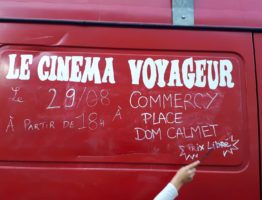 LE CINEMA VOYAGEUR
Le 29/08 À COMMERCY
À PARTIR DE 18H PLACE
DOM CALMET
PRIX LIBRE